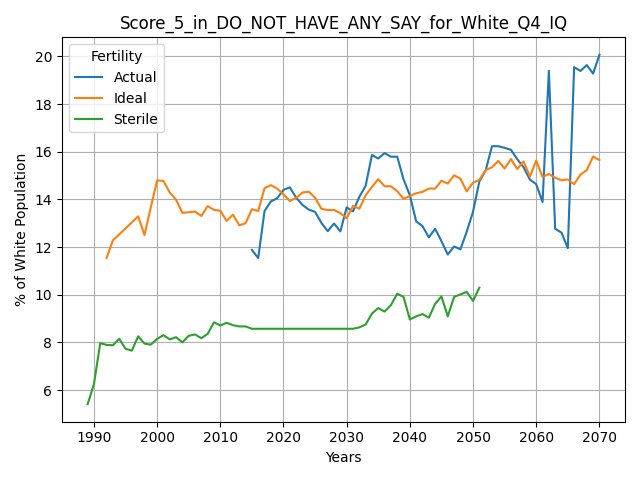 Score_5_in_DO_NOT_HAVE_ANY_SAY_for_White_Q4_IQ
Fertility
Actual
Ideal
Sterile
% of White Population
20
18
16
14
12
10
8
6
1990 2000 2010 2020 2030 2040 2050 2060 2070
Years